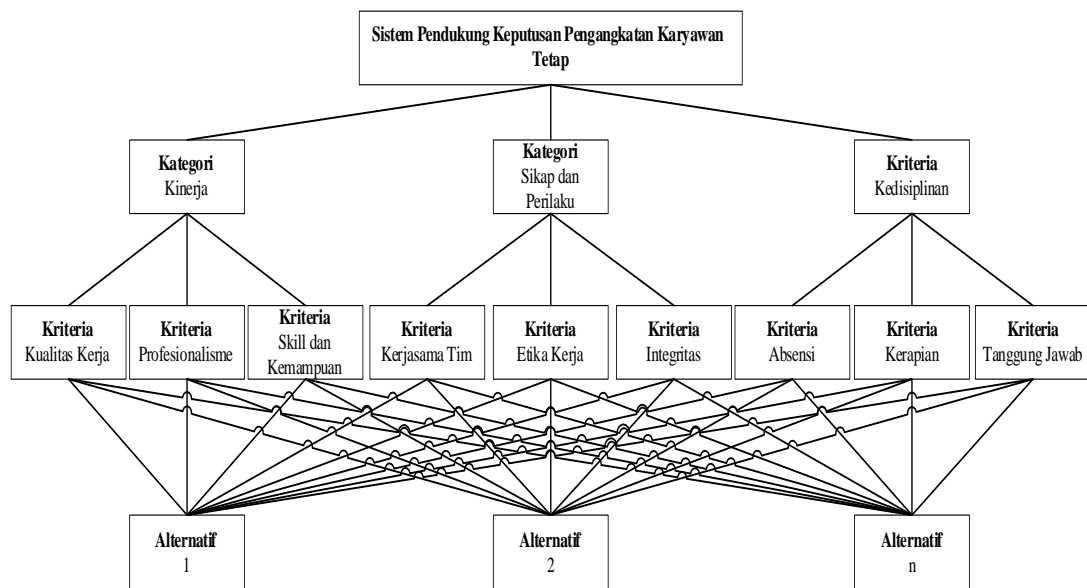 Sistem Pendukung Keputusan Pengangkatan Karyawan
Tetap
Kategori
Kinerja
Kategori
Sikap dan
Perilaku
Kriteria
Kedisiplinan
Kriteria
Kualitas Kerja
Kriteria
Profesionalisme
Kriteria
Skill dan
Kemampuan
Kriteria
Kerjasama Tim
Kriteria
Etika Kerja
Kriteria
Integritas
Kriteria
Absensi
Kriteria
Kerapian
Kriteria
Tanggung Jawab
Alternatif
1
Alternatif
2
Alternatif
n